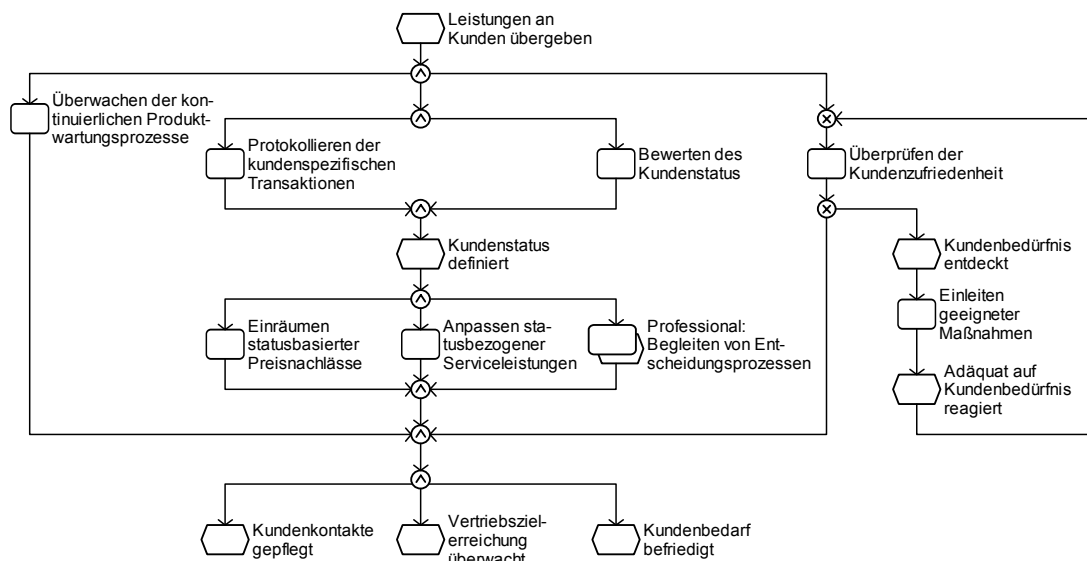 Leistungen an
Kunden übergeben
Überwachen der kon-
tinuierlichen Produkt-
wartungsprozesse
Protokollieren der
kundenspezifischen
Transaktionen
Bewerten des
Kundenstatus
Überprüfen der
Kundenzufriedenheit
Kundenstatus
definiert
Kundenbedürfnis
entdeckt
Einräumen
statusbasierter
Preisnachlässe
Anpassen sta-
tusbezogener
Serviceleistungen
Professional:
Begleiten von Ent-
scheidungsprozessen
Einleiten
geeigneter
Maßnahmen
Adäquat auf
Kundenbedürfnis
reagiert
Kundenkontakte
gepflegt
Vertriebsziel-
erreichung
überwacht
Kundenbedarf
befriedigt